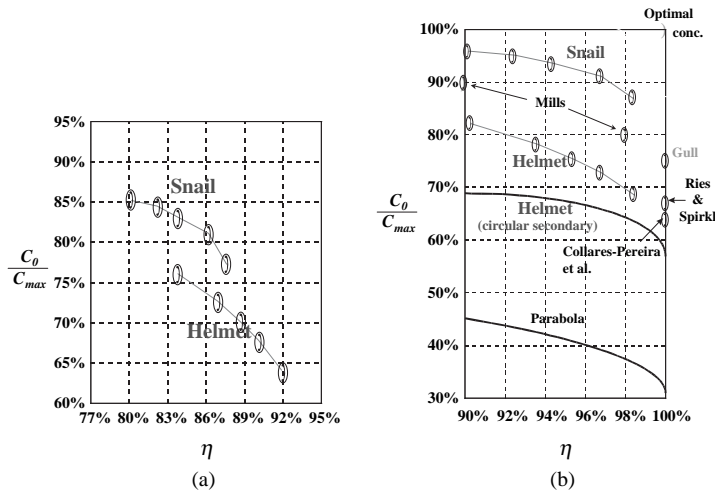 C0
Cmax
95%
90%
85%
80%
75%
70%
65%
60%
77% 80% 83% 86% 89% 92% 95%
Snail
Helmet
η
(a)
C0
Cmax
100%
90%
80%
70%
60%
50%
40%
30%
90% 92% 94% 96% 98% 100%
Optimal
conc.
Snail
Mills
Gull
Helmet
Ries
&
Spirkl
Helmet
(circular secondary)
Collares-Pereira
et al.
Parabola
η
(b)